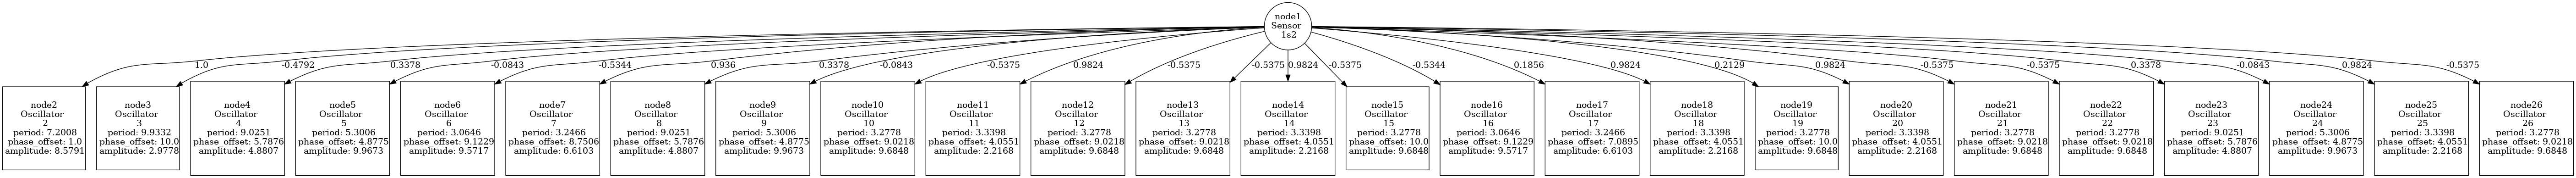 node1
Sensor
1s2
1.0
-0.4792
0.3378
-0.0843
-0.5344
0.936
0.3378
-0.0843
-0.5375
0.9824
-0.5375
-0.5375
0.9824
-0.5375
-0.5344
0.1856
0.9824
0.2129
0.9824
-0.5375
-0.5375
0.3378
-0.0843
0.9824
-0.5375
node2
Oscillator
2
period: 7.2008
phase_offset: 1.0
amplitude: 8.5791
node3
Oscillator
3
period: 9.9332
phase_offset: 10.0
amplitude: 2.9778
node4
Oscillator
4
period: 9.0251
phase_offset: 5.7876
amplitude: 4.8807
node5
Oscillator
5
period: 5.3006
phase_offset: 4.8775
amplitude: 9.9673
node6
Oscillator
6
period: 3.0646
phase_offset: 9.1229
amplitude: 9.5717
node7
Oscillator
7
period: 3.2466
phase_offset: 8.7506
amplitude: 6.6103
node8
Oscillator
8
period: 9.0251
phase_offset: 5.7876
amplitude: 4.8807
node9
Oscillator
9
period: 5.3006
phase_offset: 4.8775
amplitude: 9.9673
node10
Oscillator
10
period: 3.2778
phase_offset: 9.0218
amplitude: 9.6848
node11
Oscillator
11
period: 3.3398
phase_offset: 4.0551
amplitude: 2.2168
node12
Oscillator
12
period: 3.2778
phase_offset: 9.0218
amplitude: 9.6848
node13
Oscillator
13
period: 3.2778
phase_offset: 9.0218
amplitude: 9.6848
node14
Oscillator
14
period: 3.3398
phase_offset: 4.0551
amplitude: 2.2168
node15
Oscillator
15
period: 3.2778
phase_offset: 10.0
amplitude: 9.6848
node16
Oscillator
16
period: 3.0646
phase_offset: 9.1229
amplitude: 9.5717
node17
Oscillator
17
period: 3.2466
phase_offset: 7.0895
amplitude: 6.6103
node18
Oscillator
18
period: 3.3398
phase_offset: 4.0551
amplitude: 2.2168
node19
Oscillator
19
period: 3.2778
phase_offset: 10.0
amplitude: 9.6848
node20
Oscillator
20
period: 3.3398
phase_offset: 4.0551
amplitude: 2.2168
node21
Oscillator
21
period: 3.2778
phase_offset: 9.0218
amplitude: 9.6848
node22
Oscillator
22
period: 3.2778
phase_offset: 9.0218
amplitude: 9.6848
node23
Oscillator
23
period: 9.0251
phase_offset: 5.7876
amplitude: 4.8807
node24
Oscillator
24
period: 5.3006
phase_offset: 4.8775
amplitude: 9.9673
node25
Oscillator
25
period: 3.3398
phase_offset: 4.0551
amplitude: 2.2168
node26
Oscillator
26
period: 3.2778
phase_offset: 9.0218
amplitude: 9.6848